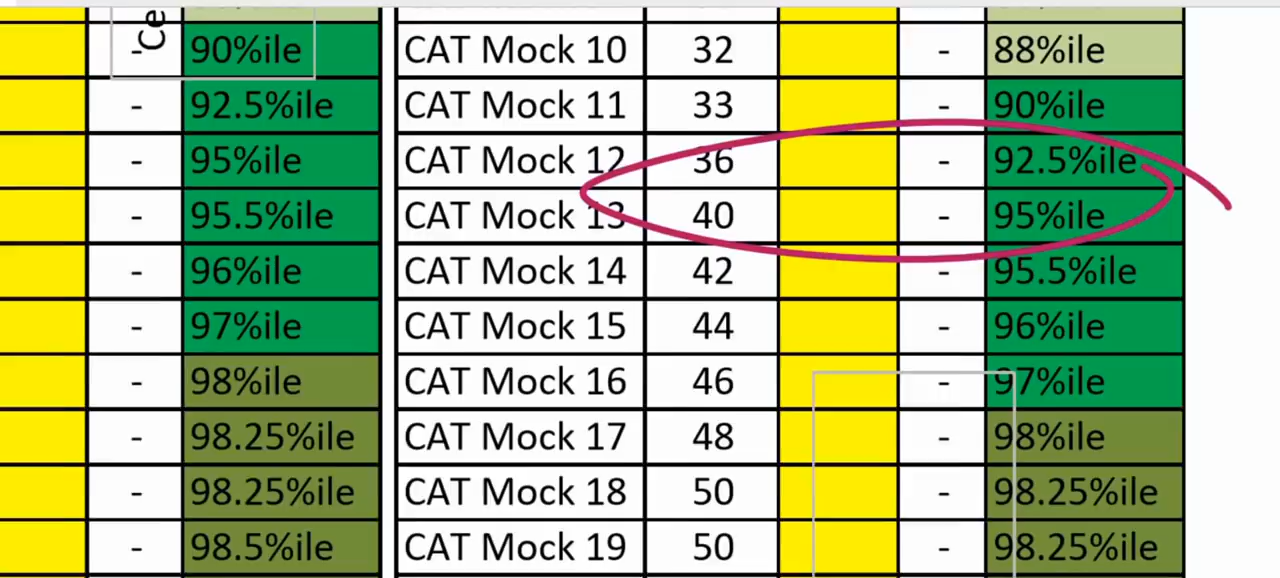 Ce
- 90%ile CAT Mock 10 32 - 88%ile
- 92.5%ile CAT Mock 11 33 - 90%ile
- 95%ile CAT Mock 12 36 - 92.5%ile
- 95.5%ile CAT Mock 13 40 - 95%ile
- 96%ile CAT Mock 14 42 - 95.5%ile
- 97%ile CAT Mock 15 44 - 96%ile
- 98%ile CAT Mock 16 46 - 97%ile
- 98.25%ile CAT Mock 17 48 - 98%ile
- 98.25%ile CAT Mock 18 50 - 98.25%ile
- 98.5%ile CAT Mock 19 50 - 98.25%ile